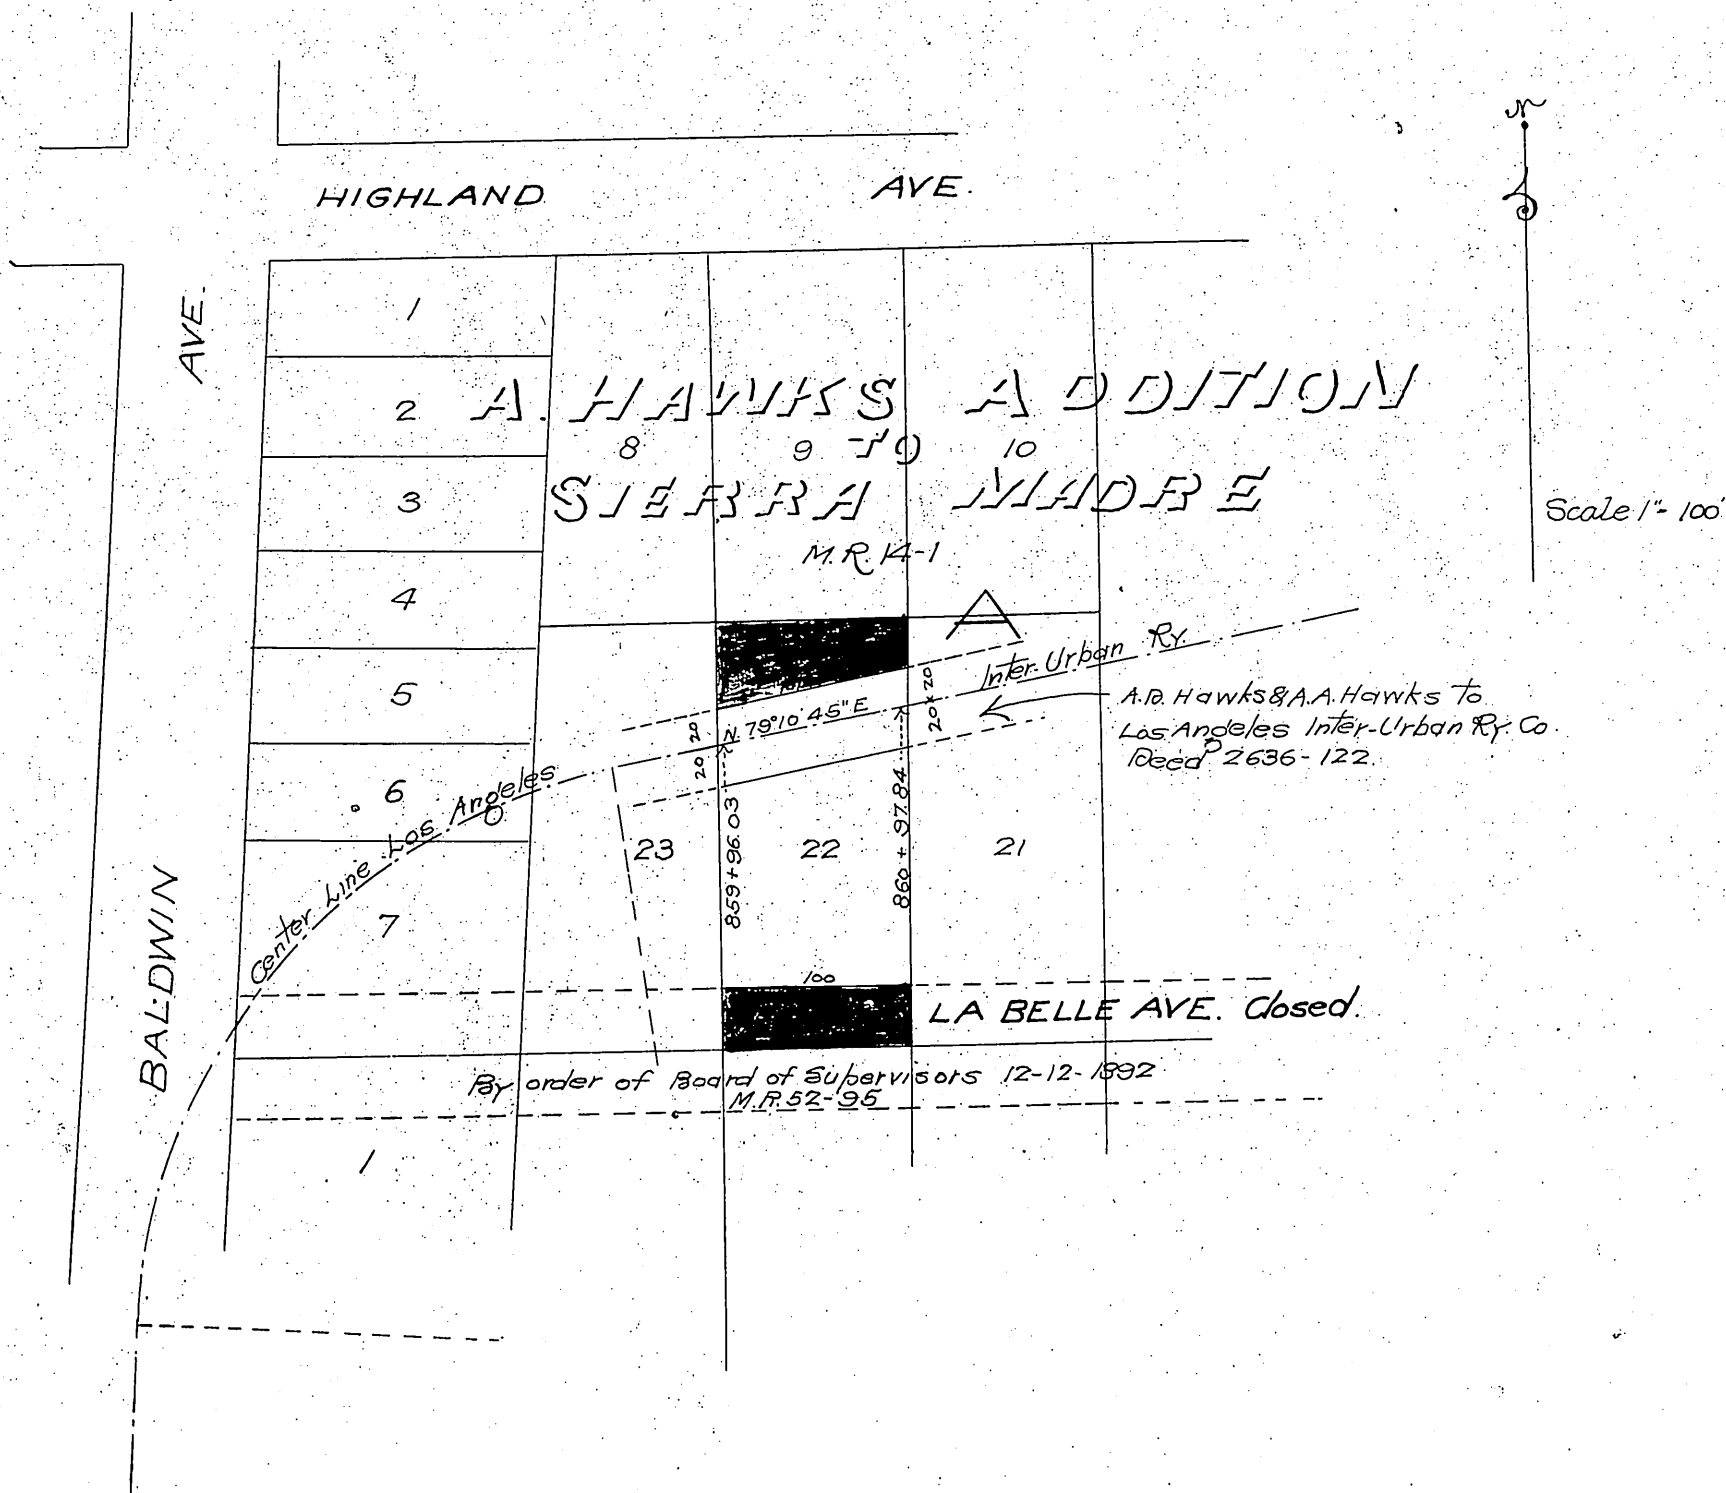 N
HIGHLAND AVE.
AVE.
1
2
A. HAWKS ADDITION
8 9 TO 10
3
SIERRA MADRE
Scale 1"- 100'
M.R. 14-1
4
A
5
Inter-Urban Ry.
20 20
N 79°10'45" E
20 20
A.D. Hawks & A.A. Hawks to
Los Angeles Inter-Urban Ry. Co.
Deed 2636-122.
6
Center Line Los Angeles
859 + 96.03
860 + 97.84
23 22 21
7
BALDWIN
100
LA BELLE AVE. Closed.
By order of Board of Supervisors 12-12-1892
M.R. 52-95
1